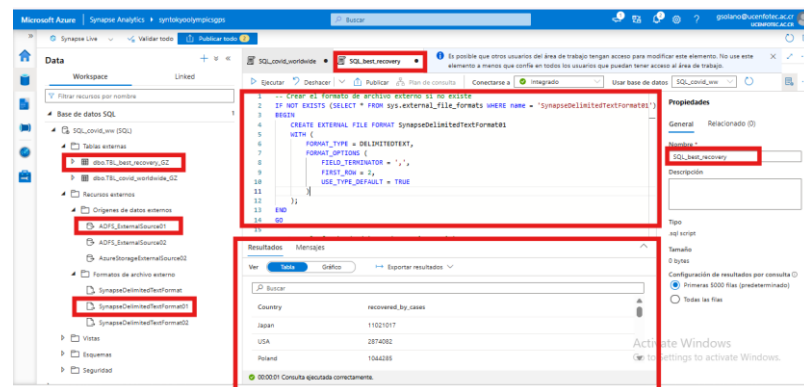 Microsoft Azure | Synapse Analytics ▸ syntokyoolympicsgps
Buscar
gsolano@ucenfotec.ac.cr
UCENFOTEC.AC.CR
Synapse Live
Validar todo
Publicar todo
Data
Workspace
Linked
Filtrar recursos por nombre
Base de datos SQL
1
SQL_covid_ww (SQL)
Tablas externas
dbo.TBL_best_recovery_GZ
dbo.TBL_covid_worldwide_GZ
Recursos externos
Orígenes de datos externos
ADFS_ExternalSource01
ADFS_ExternalSource02
AzureStorageExternalSource02
Formatos de archivo externo
SynapseDelimitedTextFormat
SynapseDelimitedTextFormat01
SynapseDelimitedTextFormat02
Vistas
Esquemas
Seguridad
SQL_covid_worldwide
SQL_best_recovery
Es posible que otros usuarios del área de trabajo tengan acceso para modificar este elemento. No use este
elemento a menos que confíe en todos los usuarios que puedan tener acceso al área de trabajo.
Ejecutar
Deshacer
Publicar
Plan de consulta
Conectarse a
Integrado
Usar base de datos
SQL_covid_ww
1 -- Crear el formato de archivo externo si no existe
2 IF NOT EXISTS (SELECT * FROM sys.external_file_formats WHERE name = 'SynapseDelimitedTextFormat01')
3 BEGIN
4 CREATE EXTERNAL FILE FORMAT SynapseDelimitedTextFormat01
5 WITH (
6 FORMAT_TYPE = DELIMITEDTEXT,
7 FORMAT_OPTIONS (
8 FIELD_TERMINATOR = ',',
9 FIRST_ROW = 2,
10 USE_TYPE_DEFAULT = TRUE
11 )
12 );
13 END
14 GO
15
Resultados
Mensajes
Ver
Tabla
Gráfico
Exportar resultados
Buscar
Country
recovered_by_cases
Japan
11021017
USA
2874082
Poland
1044289
00:00:01 Consulta ejecutada correctamente.
Propiedades
General
Relacionado (0)
Nombre *
SQL_best_recovery
Descripción
Tipo
.sql script
Tamaño
0 bytes
Configuración de resultados por consulta
Primeras 5000 filas (predeterminado)
Todas las filas
Activate Windows
Go to Settings to activate Windows.